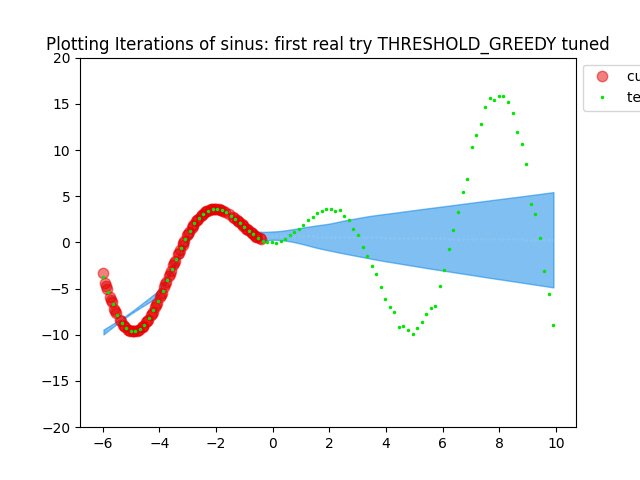 Plotting Iterations of sinus: first real try THRESHOLD_GREEDY tuned
20
15
10
5
0
−5
−10
−15
−20
−6 −4 −2 0 2 4 6 8 10
cu
te